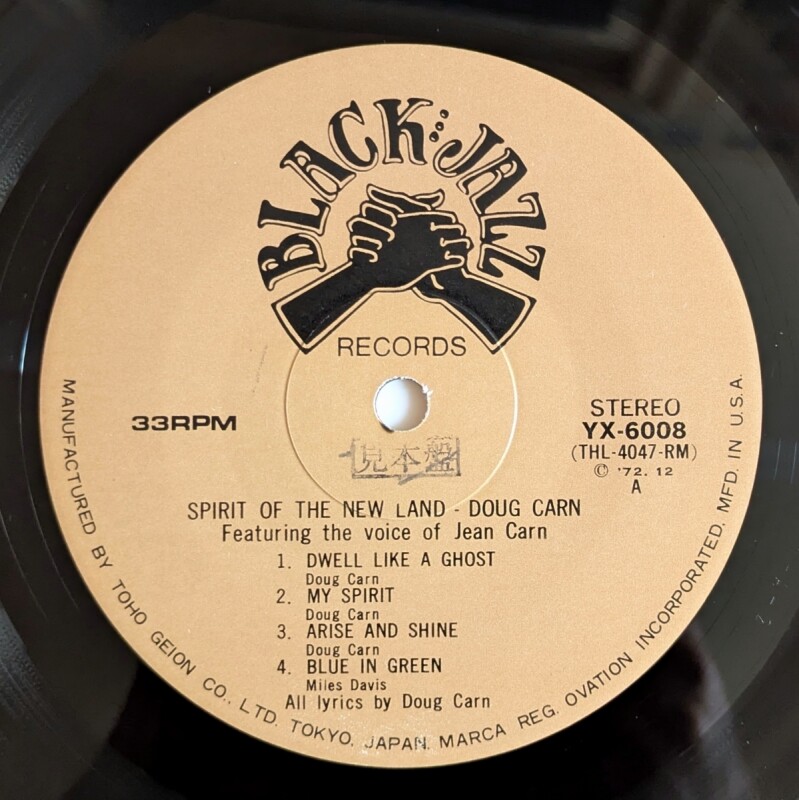 BLACK JAZZ
RECORDS
33RPM
STEREO
YX-6008
(THL-4047-RM)
© '72. 12
A
見本盤
SPIRIT OF THE NEW LAND - DOUG CARN
Featuring the voice of Jean Carn
1. DWELL LIKE A GHOST
Doug Carn
2. MY SPIRIT
Doug Carn
3. ARISE AND SHINE
Doug Carn
4. BLUE IN GREEN
Miles Davis
All lyrics by Doug Carn
MANUFACTURED BY TOHO GEION CO., LTD. TOKYO, JAPAN. MARCA REG. OVATION INCORPORATED. MFD. IN U.S.A.